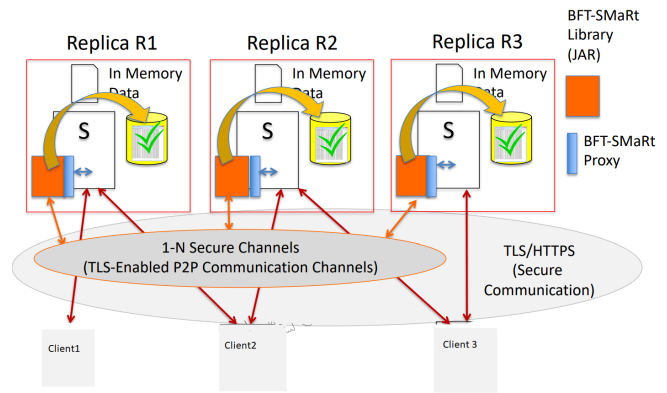 Replica R1
Replica R2
Replica R3
BFT-SMaRt
Library
(JAR)
BFT-SMaRt
Proxy
In Memory
Data
S
In Memory
Data
S
In Memory
Data
S
1-N Secure Channels
(TLS-Enabled P2P Communication Channels)
TLS/HTTPS
(Secure
Communication)
Client1
Client2
Client 3